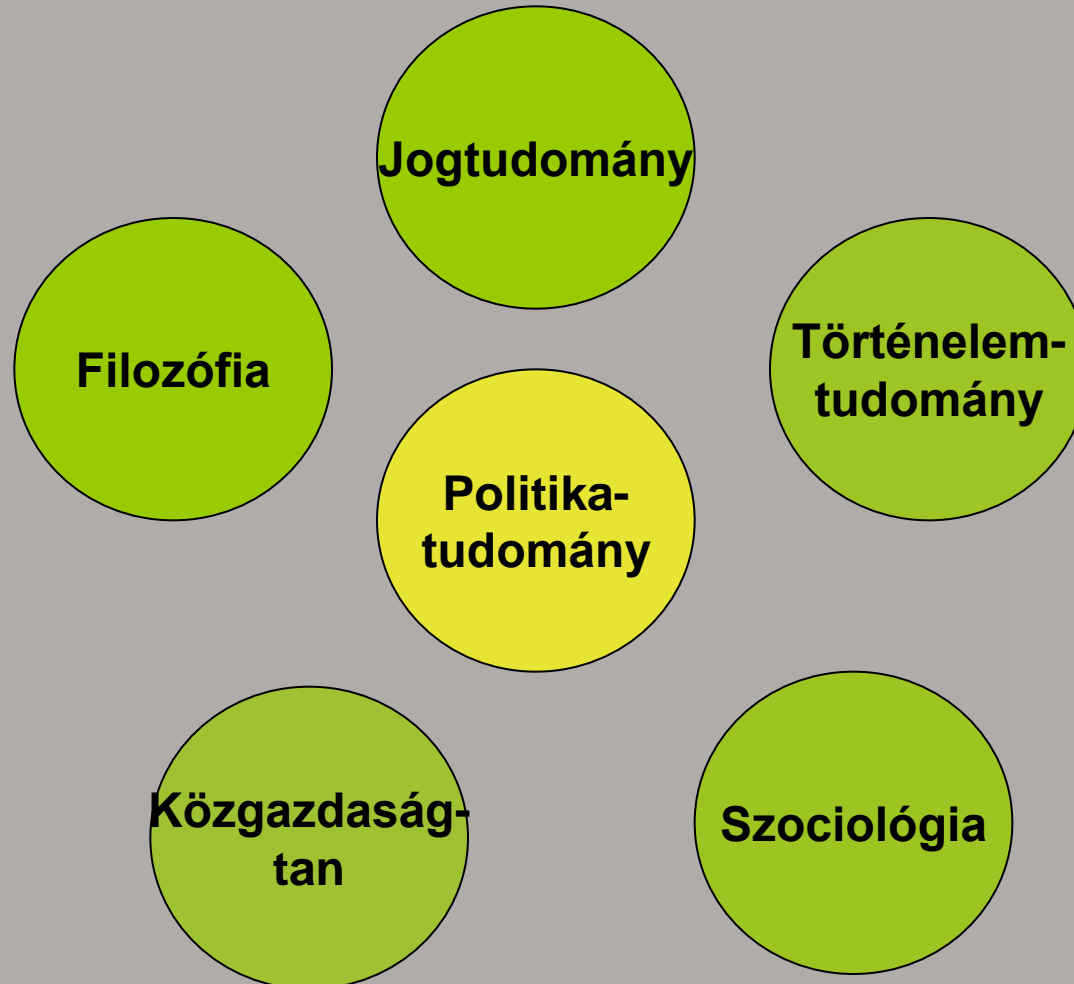 Jogtudomány
Filozófia
Történelem-
tudomány
Politika-
tudomány
Közgazdaság-
tan
Szociológia